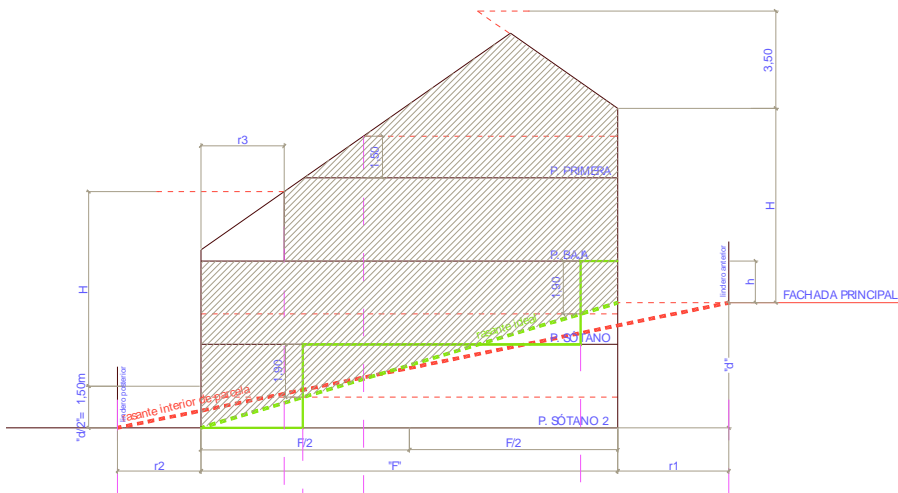 3,50
r3
1,50
P. PRIMERA
H
H
P. BAJA
lindero anterior
h
1,90
FACHADA PRINCIPAL
rasante ideal
P. SÓTANO
1,90
"d"
"d/2"= 1,50m
lindero posterior
rasante interior de parcela
P. SÓTANO 2
F/2
F/2
r2
"F"
r1